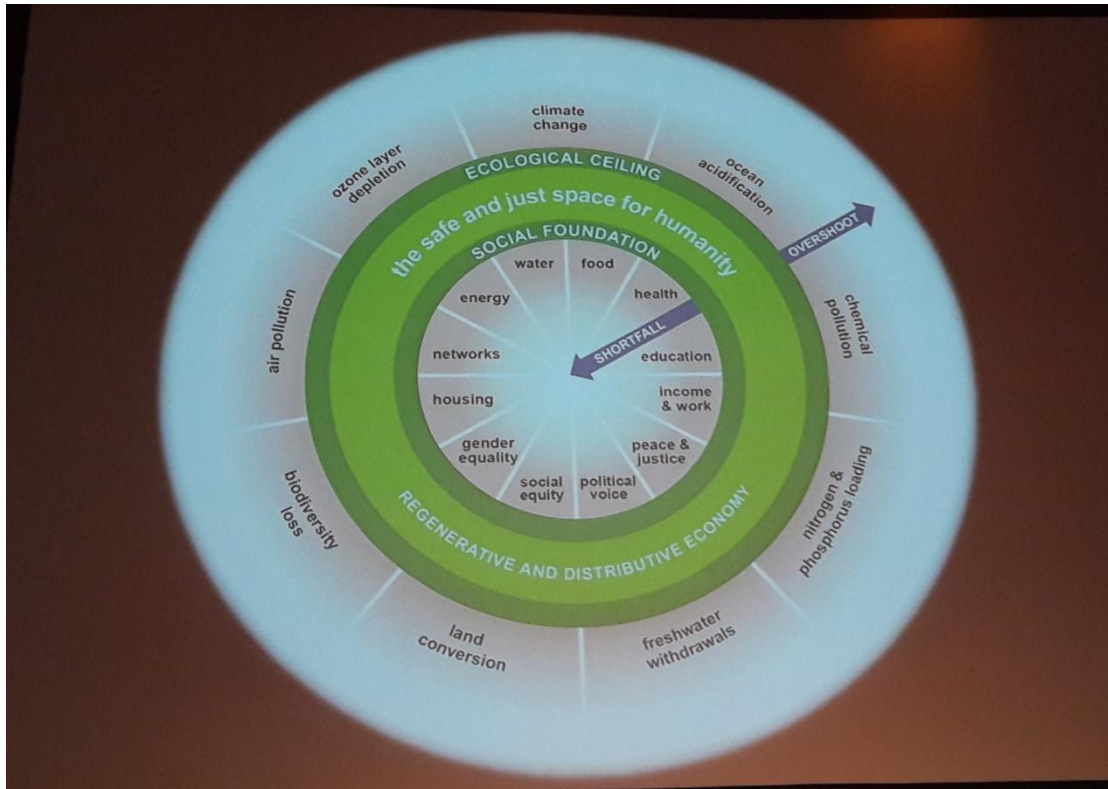 climate
change
ocean
acidification
chemical
pollution
nitrogen &
phosphorus loading
freshwater
withdrawals
land
conversion
biodiversity
loss
air pollution
ozone layer
depletion
OVERSHOOT
ECOLOGICAL CEILING
the safe and just space for humanity
SOCIAL FOUNDATION
water
food
health
SHORTFALL
education
income
& work
peace &
justice
political
voice
social
equity
gender
equality
housing
networks
energy
REGENERATIVE AND DISTRIBUTIVE ECONOMY